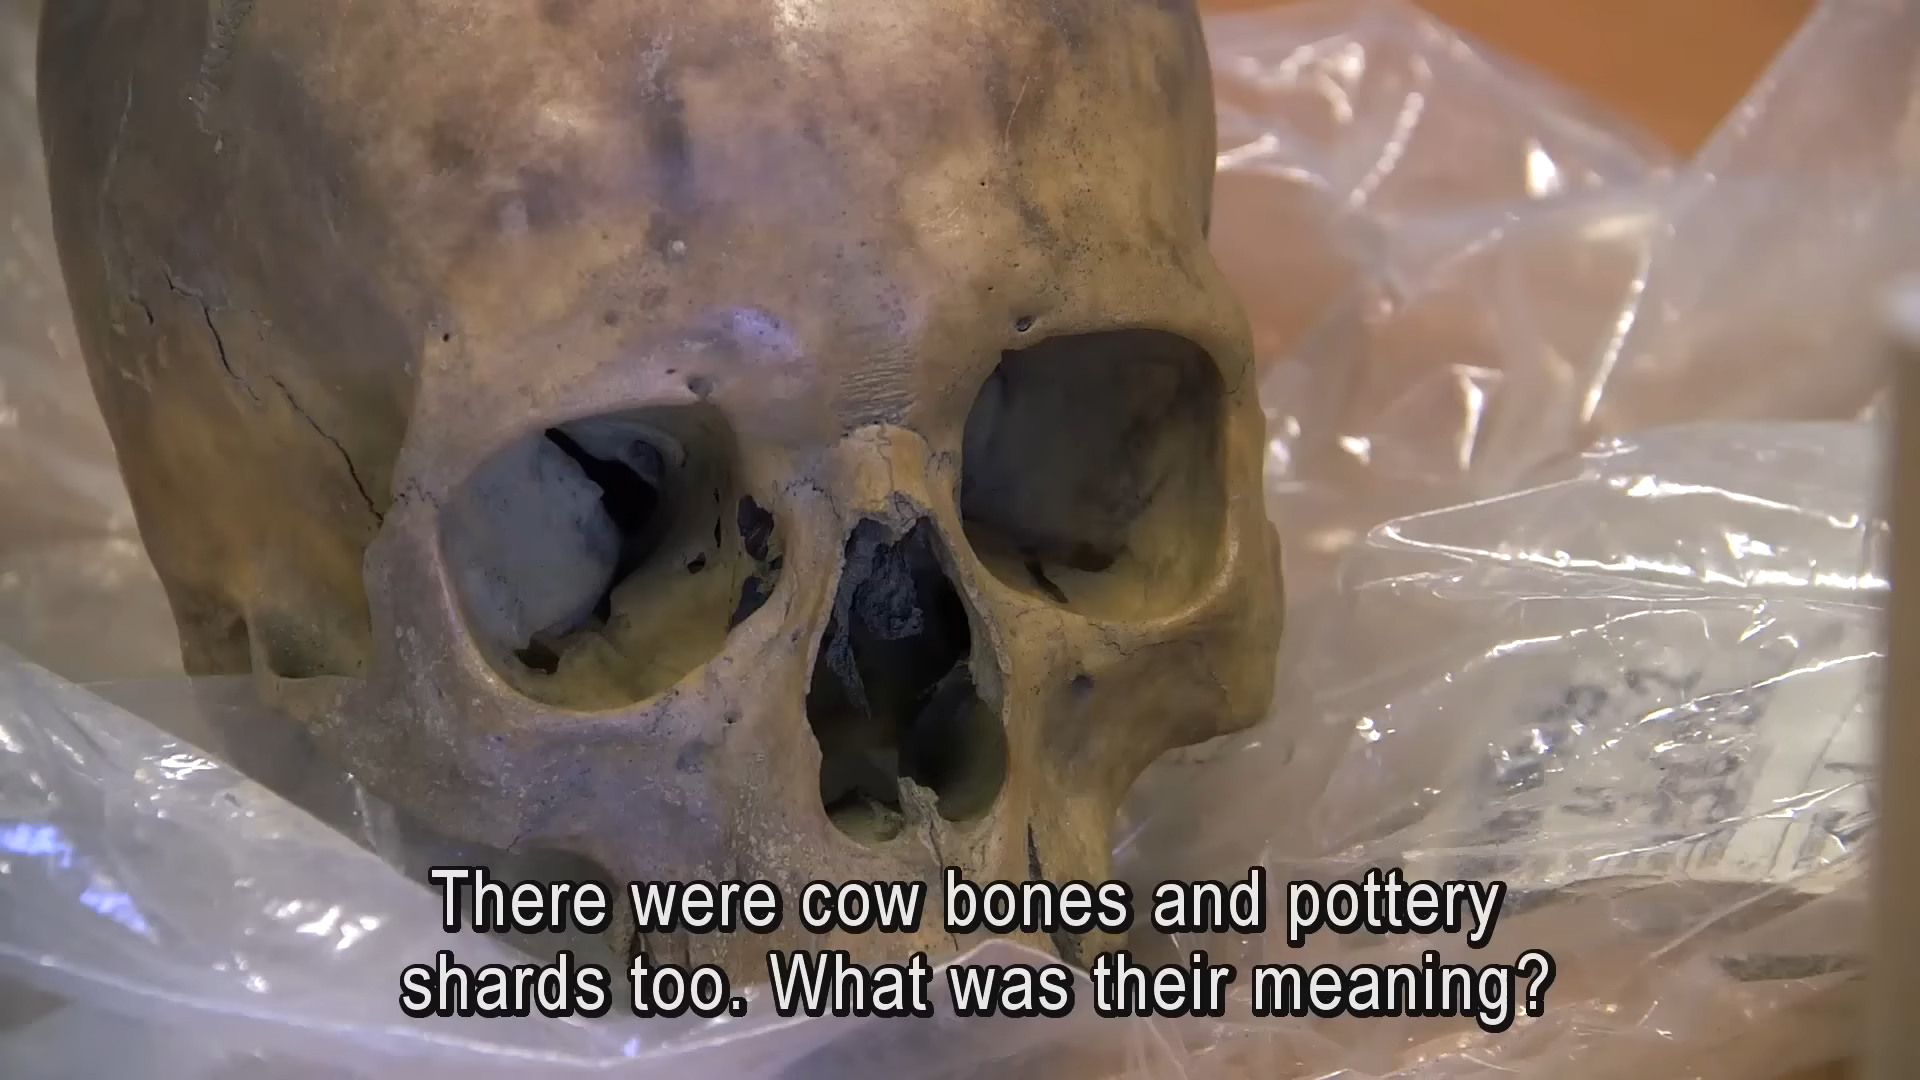 There were cow bones and pottery
shards too. What was their meaning?